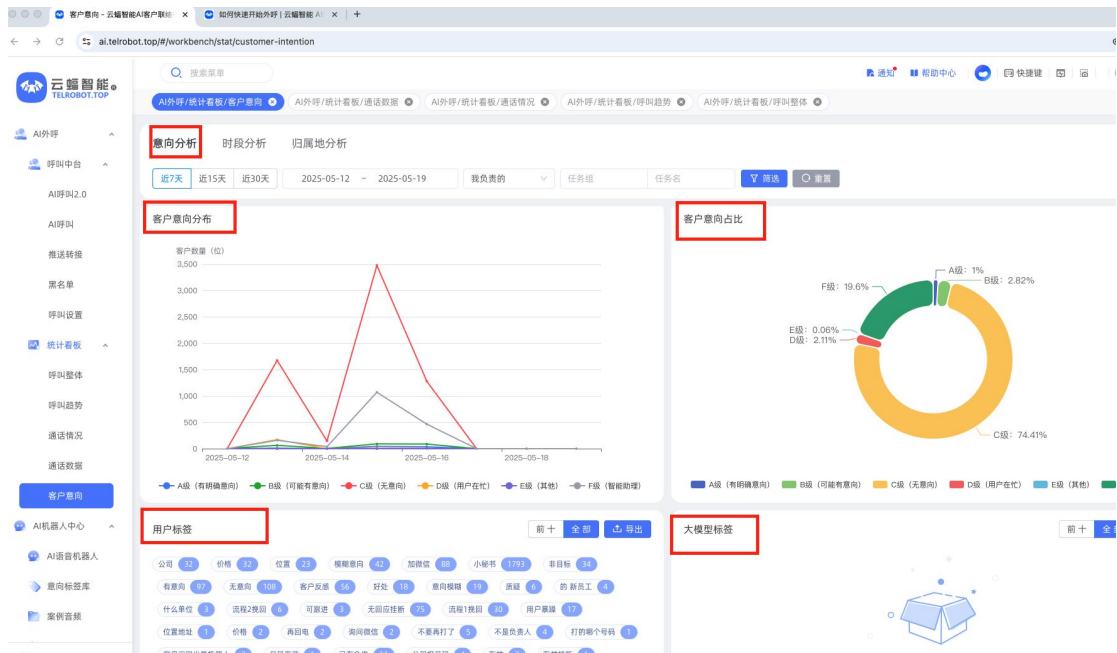 客户意向 - 云蝠智能AI客户联络
如何快速开始外呼 | 云蝠智能 AI
ai.telrobot.top/#/workbench/stat/customer-intention
云蝠智能
TELROBOT.TOP
搜索菜单
通知 帮助中心 快捷键
AI外呼/统计看板/客户意向 AI外呼/统计看板/通话数据 AI外呼/统计看板/通话情况 AI外呼/统计看板/呼叫趋势 AI外呼/统计看板/呼叫整体
AI外呼
呼叫中台
AI呼叫2.0
AI呼叫
推送转接
黑名单
呼叫设置
统计看板
呼叫整体
呼叫趋势
通话情况
通话数据
客户意向
AI机器人中心
AI语音机器人
意向标签库
案例音频
意向分析 时段分析 归属地分析
近7天 近15天 近30天 2025-05-12 – 2025-05-19 我负责的 任务组 任务名 筛选 重置
客户意向分布
客户数量(位)
3,500
3,000
2,500
2,000
1,500
1,000
500
0
2025-05-12 2025-05-14 2025-05-16 2025-05-18
A级(有明确意向) B级(可能有意向) C级(无意向) D级(用户在忙) E级(其他) F级(智能助理)
客户意向占比
A级: 1%
B级: 2.82%
F级: 19.6%
E级: 0.06%
D级: 2.11%
C级: 74.41%
A级(有明确意向) B级(可能有意向) C级(无意向) D级(用户在忙) E级(其他)
用户标签 前十 全部 导出
公司 32 价格 32 位置 23 模糊意向 42 加微信 88 小秘书 1793 非目标 34
有意向 97 无意向 108 客户反感 56 好处 18 意向模糊 19 质疑 6 的 新员工 4
什么单位 3 流程2挽回 6 可跟进 3 无回应挂断 75 流程1挽回 30 用户暴躁 17
位置地址 1 价格 2 再回电 2 询问微信 2 不要再打了 5 不是负责人 4 打的哪个号码 1
大模型标签 前十 全部